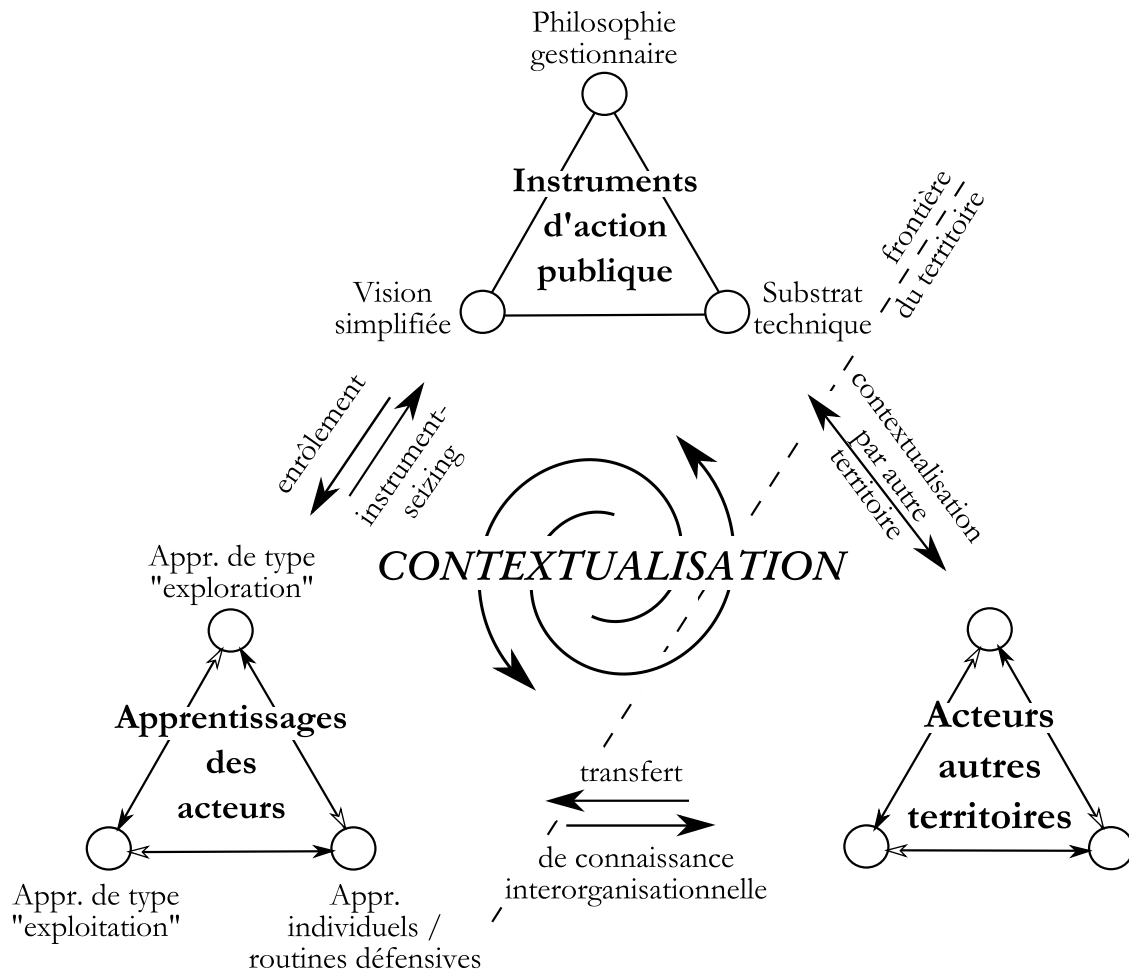 Philosophie
gestionnaire
Instruments
d'action
publique
Vision
simplifiée
Substrat
technique
frontière
du territoire
enrôlement
instrument-
seizing
contextualisation
par autre
territoire
CONTEXTUALISATION
Appr. de type
"exploration"
Apprentissages
des
acteurs
Appr. de type
"exploitation"
Appr.
individuels /
routines défensives
transfert
de connaissance
interorganisationnelle
Acteurs
autres
territoires